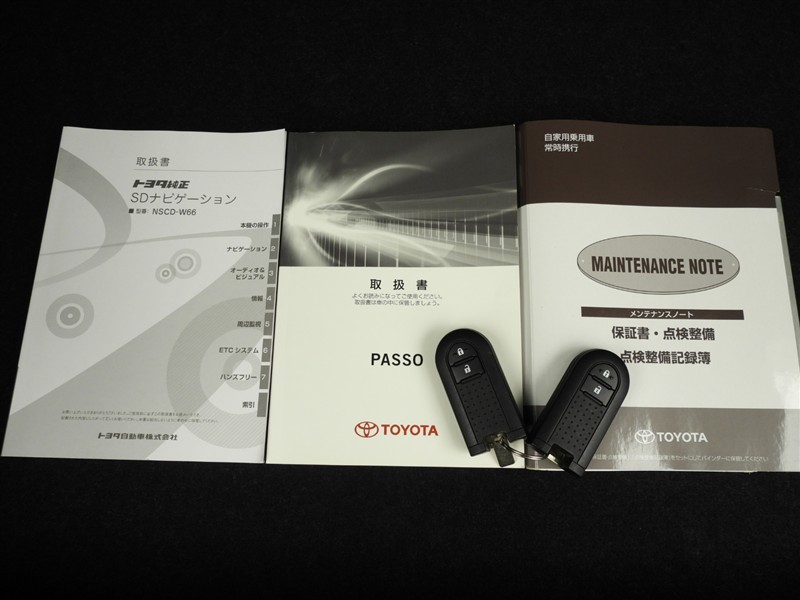 取扱書
トヨタ純正
SDナビゲーション
■ 型番 NSCD-W66
本機の操作 1
ナビゲーション 2
オーディオ&
ビジュアル 3
情報 4
周辺監視 5
ETC システム 6
ハンズフリー 7
索引
トヨタ自動車株式会社
取扱書
よくお読みになってご使用ください。
取扱書は車の中に保管しましょう。
PASSO
TOYOTA
自家用乗用車
常時携行
MAINTENANCE NOTE
メンテナンスノート
保証書・点検整備
点検整備記録簿
TOYOTA